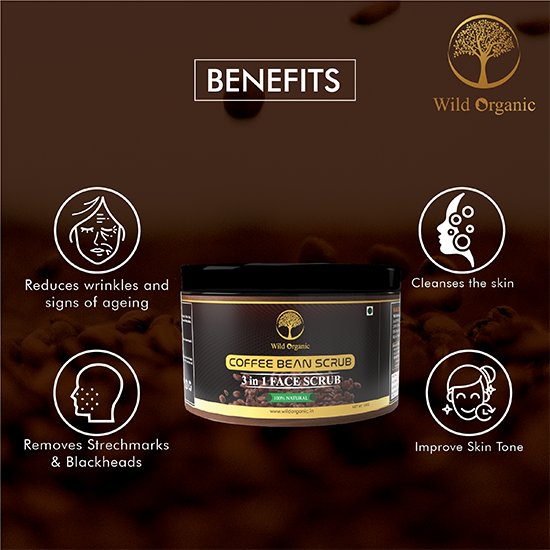 BENEFITS
Wild Organic
Reduces wrinkles and
signs of ageing
Cleanses the skin
Wild Organic
COFFEE BEAN SCRUB
3 in 1 FACE SCRUB
100% NATURAL
www.wildorganic.in
Removes Strechmarks
& Blackheads
Improve Skin Tone